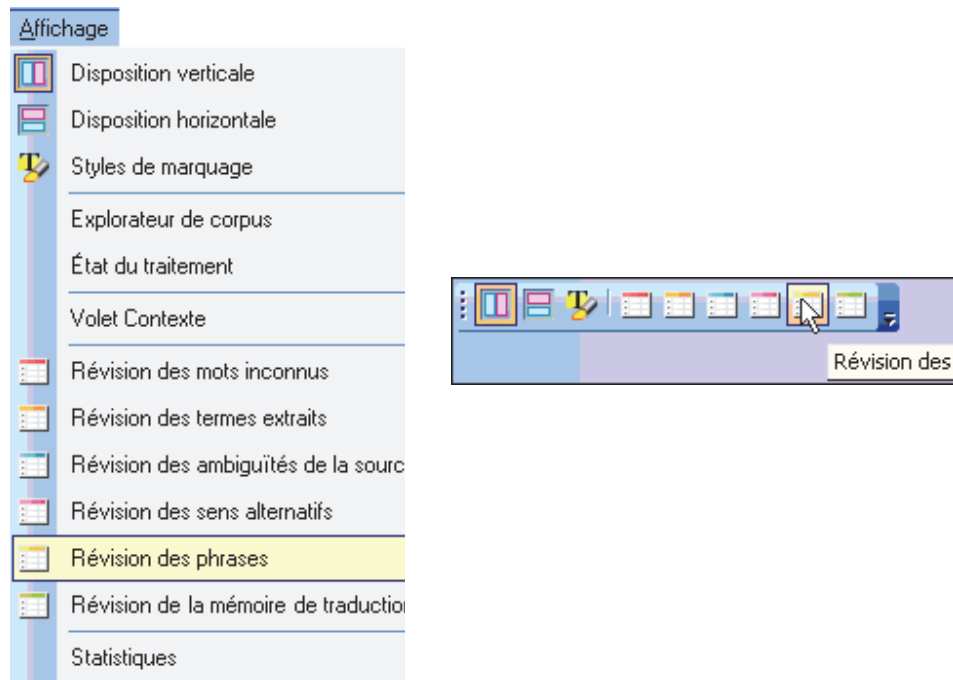 Affichage
Disposition verticale
Disposition horizontale
Styles de marquage
Explorateur de corpus
État du traitement
Volet Contexte
Révision des mots inconnus
Révision des termes extraits
Révision des ambiguïtés de la sourc
Révision des sens alternatifs
Révision des phrases
Révision de la mémoire de traduction
Statistiques
Révision des